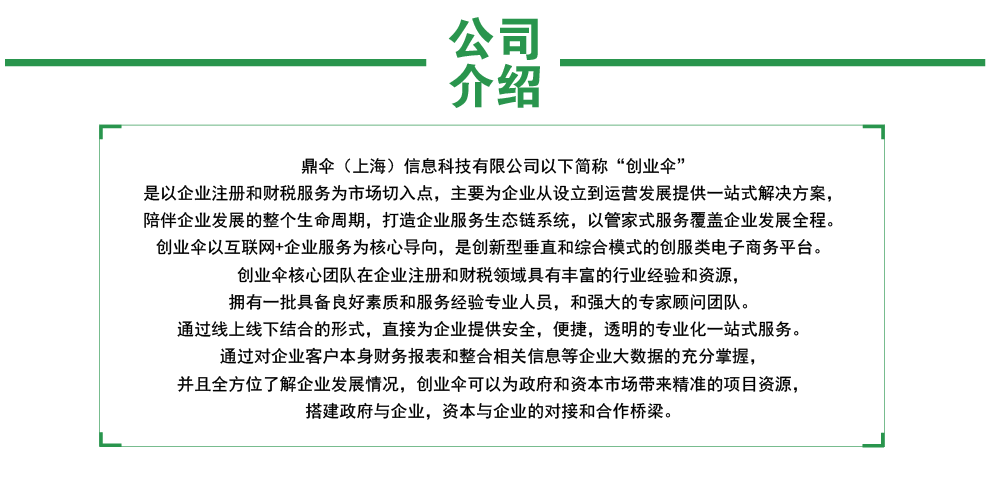 公司
介绍
鼎伞（上海）信息科技有限公司以下简称“创业伞”
是以企业注册和财税服务为市场切入点，主要为企业从设立到运营发展提供一站式解决方案，
陪伴企业发展的整个生命周期，打造企业服务生态链系统，以管家式服务覆盖企业发展全程。
创业伞以互联网+企业服务为核心导向，是创新型垂直和综合模式的创服类电子商务平台。
创业伞核心团队在企业注册和财税领域具有丰富的行业经验和资源，
拥有一批具备良好素质和服务经验专业人员，和强大的专家顾问团队。
通过线上线下结合的形式，直接为企业提供安全，便捷，透明的专业化一站式服务。
通过对企业客户本身财务报表和整合相关信息等企业大数据的充分掌握，
并且全方位了解企业发展情况，创业伞可以为政府和资本市场带来精准的项目资源，
搭建政府与企业，资本与企业的对接和合作桥梁。